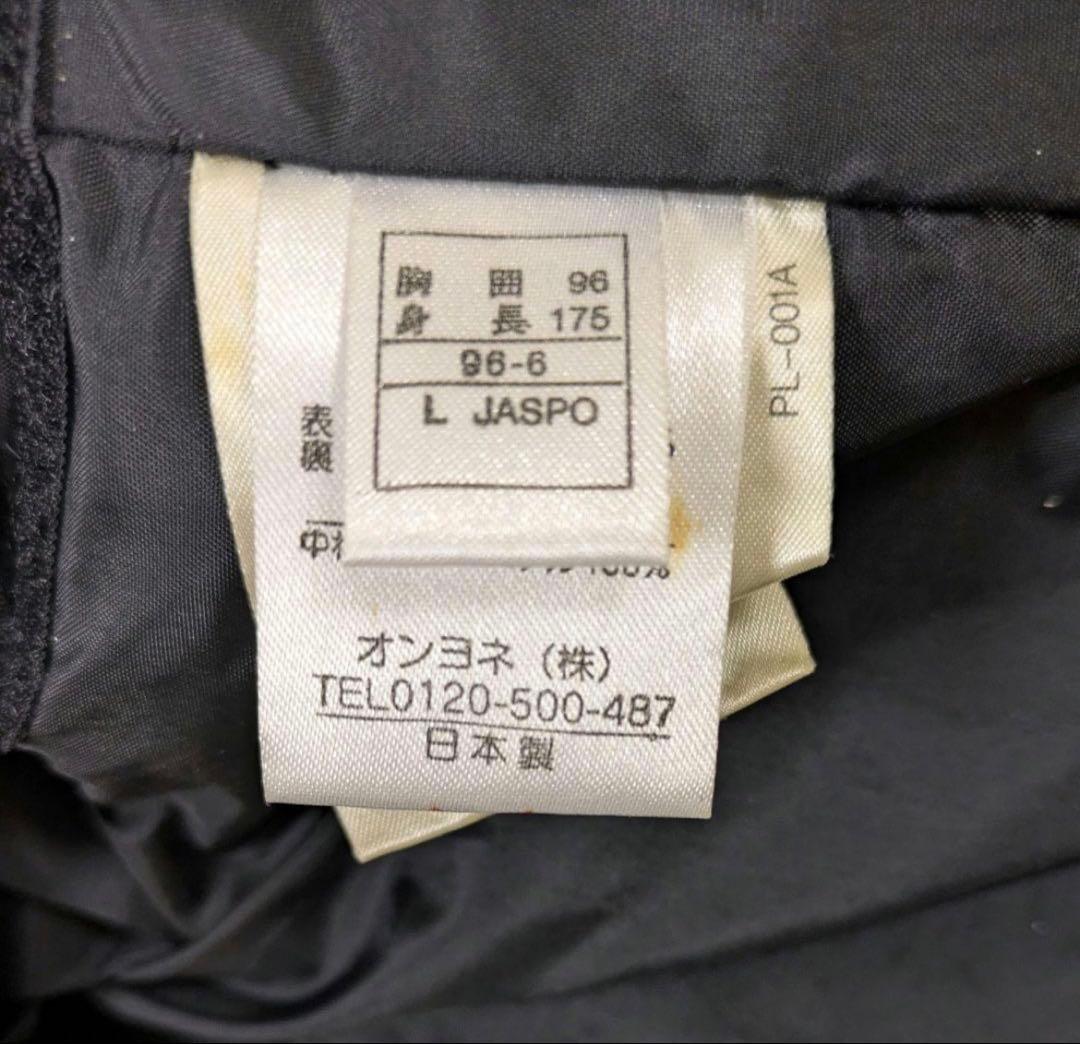 胸 囲 96
身 長 175
96-6
L JASPO
表
裏
中
100%
オンヨネ (株)
TEL0120-500-487
日本製
PL-001A